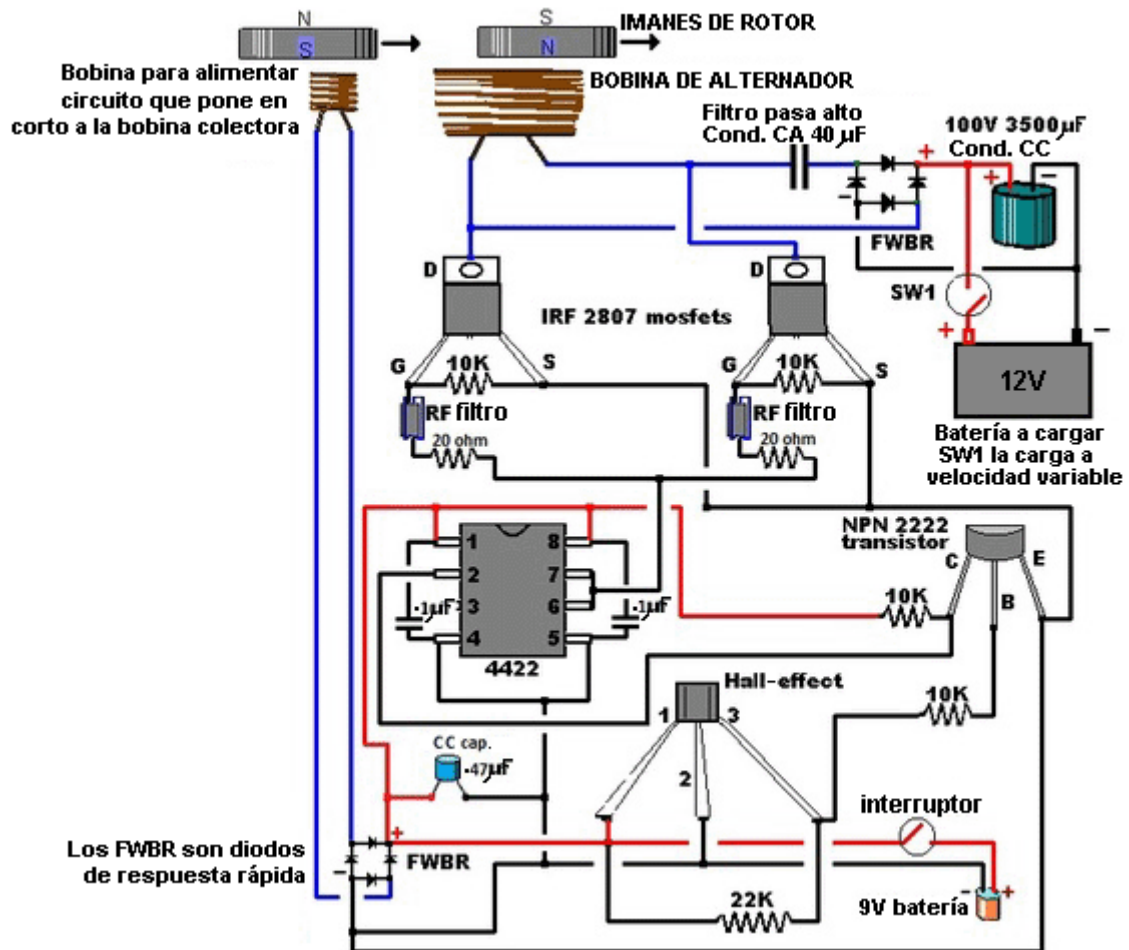 N
S
S
N
IMANES DE ROTOR
Bobina para alimentar
circuito que pone en
corto a la bobina colectora
BOBINA DE ALTERNADOR
Filtro pasa alto
Cond. CA 40 µF
100V 3500µF
Cond. CC
+
+
−
−
FWBR
SW1
+
−
12V
Batería a cargar
SW1 la carga a
velocidad variable
D
D
IRF 2807 mosfets
G
10K
S
G
10K
S
RF filtro
RF filtro
20 ohm
20 ohm
NPN 2222
transistor
C
E
B
10K
1
8
2
7
3
6
4
5
.1µF
.1µF
4422
Hall-effect
1
3
2
10K
CC cap.
.47µF
interruptor
+
−
FWBR
Los FWBR son diodos
de respuesta rápida
22K
-
+
9V batería